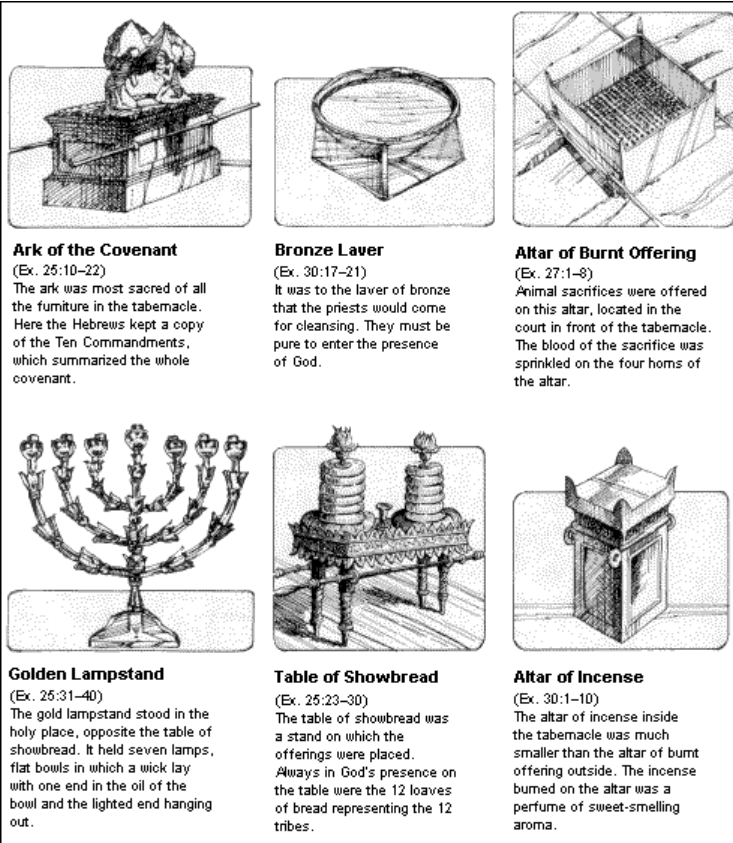 Ark of the Covenant
(Ex. 25:10–22)
The ark was most sacred of all
the furniture in the tabernacle.
Here the Hebrews kept a copy
of the Ten Commandments,
which summarized the whole
covenant.
Bronze Laver
(Ex. 30:17–21)
It was to the laver of bronze
that the priests would come
for cleansing. They must be
pure to enter the presence
of God.
Altar of Burnt Offering
(Ex. 27:1–8)
Animal sacrifices were offered
on this altar, located in the
court in front of the tabernacle.
The blood of the sacrifice was
sprinkled on the four horns of
the altar.
Golden Lampstand
(Ex. 25:31–40)
The gold lampstand stood in the
holy place, opposite the table of
showbread. It held seven lamps,
flat bowls in which a wick lay
with one end in the oil of the
bowl and the lighted end hanging
out.
Table of Showbread
(Ex. 25:23–30)
The table of showbread was
a stand on which the
offerings were placed.
Always in God's presence on
the table were the 12 loaves
of bread representing the 12
tribes.
Altar of Incense
(Ex. 30:1–10)
The altar of incense inside
the tabernacle was much
smaller than the altar of burnt
offering outside. The incense
burned on the altar was a
perfume of sweet-smelling
aroma.